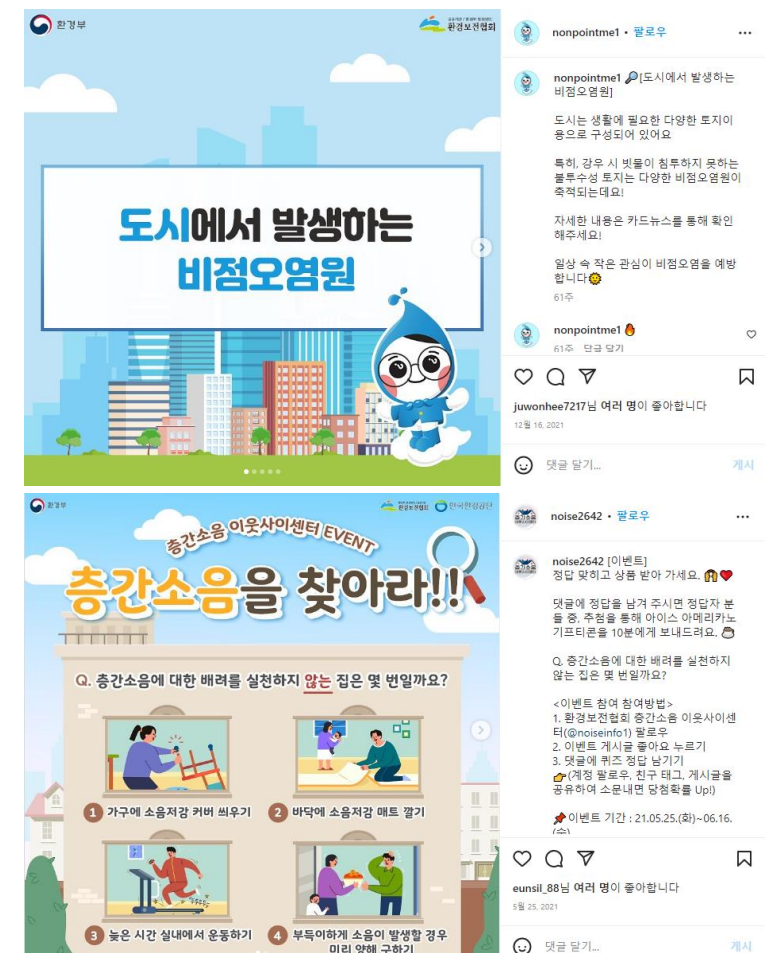 환경부
환경보전협회
도시에서 발생하는
비점오염원
nonpointme1 • 팔로우
nonpointme1 🔎[도시에서 발생하는
비점오염원]
도시는 생활에 필요한 다양한 토지이
용으로 구성되어 있어요
특히, 강우 시 빗물이 침투하지 못하는
불투수성 토지는 다양한 비점오염원이
축적되는데요!
자세한 내용은 카드뉴스를 통해 확인
해주세요!
일상 속 작은 관심이 비점오염을 예방
합니다🌞
61주
nonpointme1 🔥
61주 답글 달기
juwonhee7217님 여러 명이 좋아합니다
12월 16, 2021
댓글 달기...
게시
환경부
환경보전협회
한국환경공단
층간소음 이웃사이센터 EVENT
층간소음을 찾아라!!
Q. 층간소음에 대한 배려를 실천하지 않는 집은 몇 번일까요?
1 가구에 소음저감 커버 씌우기
2 바닥에 소음저감 매트 깔기
3 늦은 시간 실내에서 운동하기
4 부득이하게 소음이 발생할 경우
미리 양해 구하기
noise2642 • 팔로우
noise2642 [이벤트]
정답 맞히고 상품 받아 가세요. 🙌❤️
댓글에 정답을 남겨 주시면 정답자 분
들 중, 추첨을 통해 아이스 아메리카노
기프티콘을 10분에게 보내드려요. ☕
Q. 층간소음에 대한 배려를 실천하지
않는 집은 몇 번일까요?
<이벤트 참여 참여방법>
1. 환경보전협회 층간소음 이웃사이센
터(@noiseinfo1) 팔로우
2. 이벤트 게시글 좋아요 누르기
3. 댓글에 퀴즈 정답 남기기
👉(계정 팔로우, 친구 태그, 게시글을
공유하여 소문내면 당첨확률 Up!)
📌이벤트 기간 : 21.05.25.(화)~06.16.
(수)
eunsil_88님 여러 명이 좋아합니다
5월 25, 2021
댓글 달기...
게시